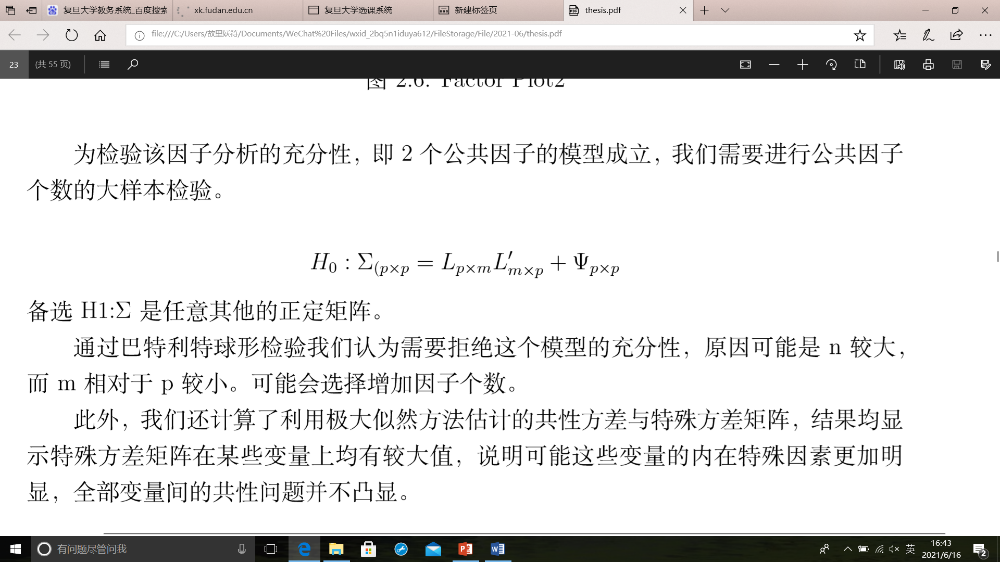 复旦大学教务系统_百度搜索
xk.fudan.edu.cn
复旦大学选课系统
新建标签页
thesis.pdf
file:///C:/Users/故里妖符/Documents/WeChat%20Files/wxid_2bq5n1iduya612/FileStorage/File/2021-06/thesis.pdf
23 (共 55 页)
图 2.6: Factor Plot2
为检验该因子分析的充分性，即 2 个公共因子的模型成立，我们需要进行公共因子
个数的大样本检验。
H₀ : Σ₍p×p = Lp×mL′m×p + Ψp×p
备选 H1:Σ 是任意其他的正定矩阵。
通过巴特利特球形检验我们认为需要拒绝这个模型的充分性，原因可能是 n 较大，
而 m 相对于 p 较小。可能会选择增加因子个数。
此外，我们还计算了利用极大似然方法估计的共性方差与特殊方差矩阵，结果均显
示特殊方差矩阵在某些变量上均有较大值，说明可能这些变量的内在特殊因素更加明
显，全部变量间的共性问题并不凸显。
有问题尽管问我
英
16:43
2021/6/16
2